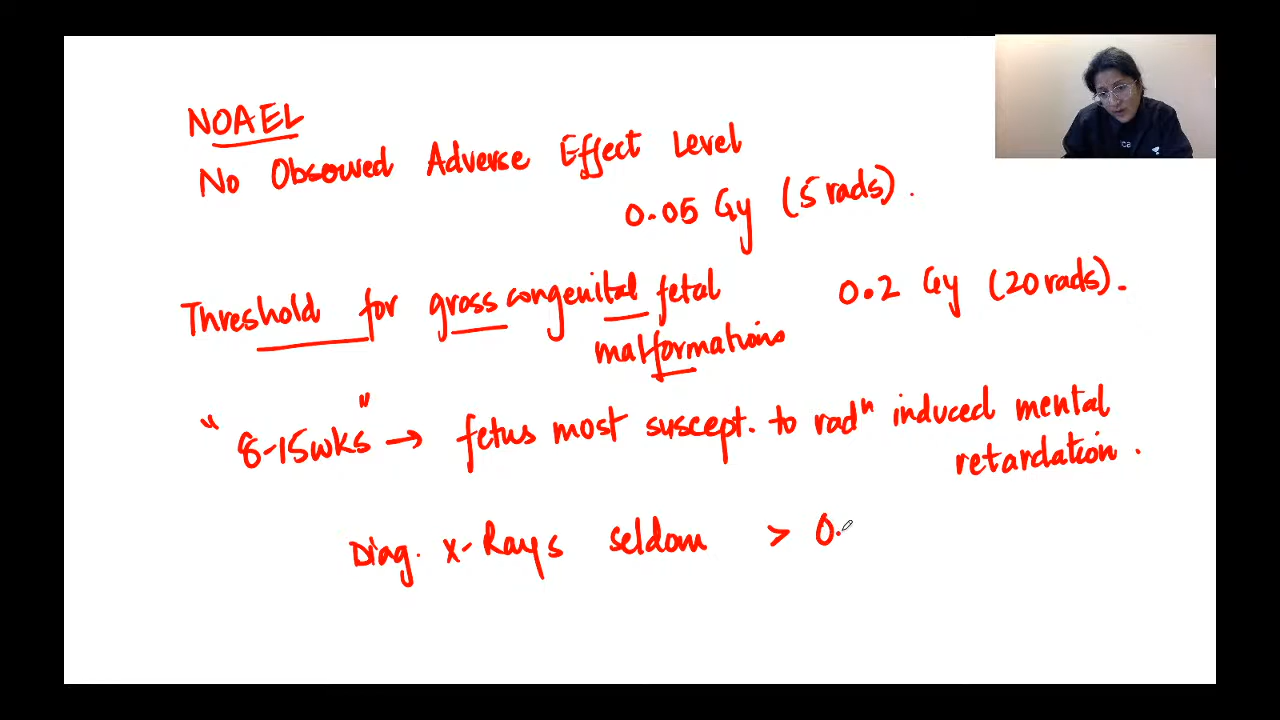 NOAEL
No Observed Adverse Effect Level
0.05 Gy (5 rads).
Threshold for gross congenital fetal malformations
0.2 Gy (20 rads).
"8-15wks" → fetus most suscept. to radⁿ induced mental retardation.
Diag. X-Rays seldom > 0.